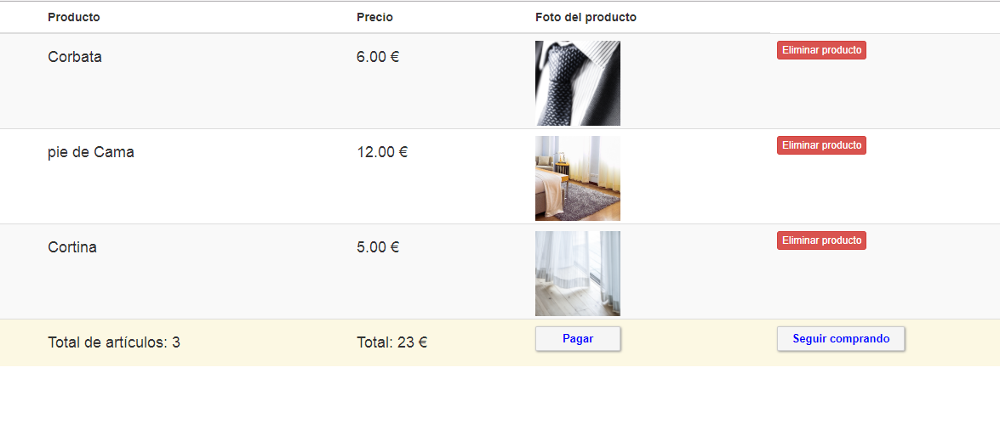 Producto Precio Foto del producto
Corbata 6.00 € Eliminar producto
pie de Cama 12.00 € Eliminar producto
Cortina 5.00 € Eliminar producto
Total de artículos: 3 Total: 23 € Pagar Seguir comprando